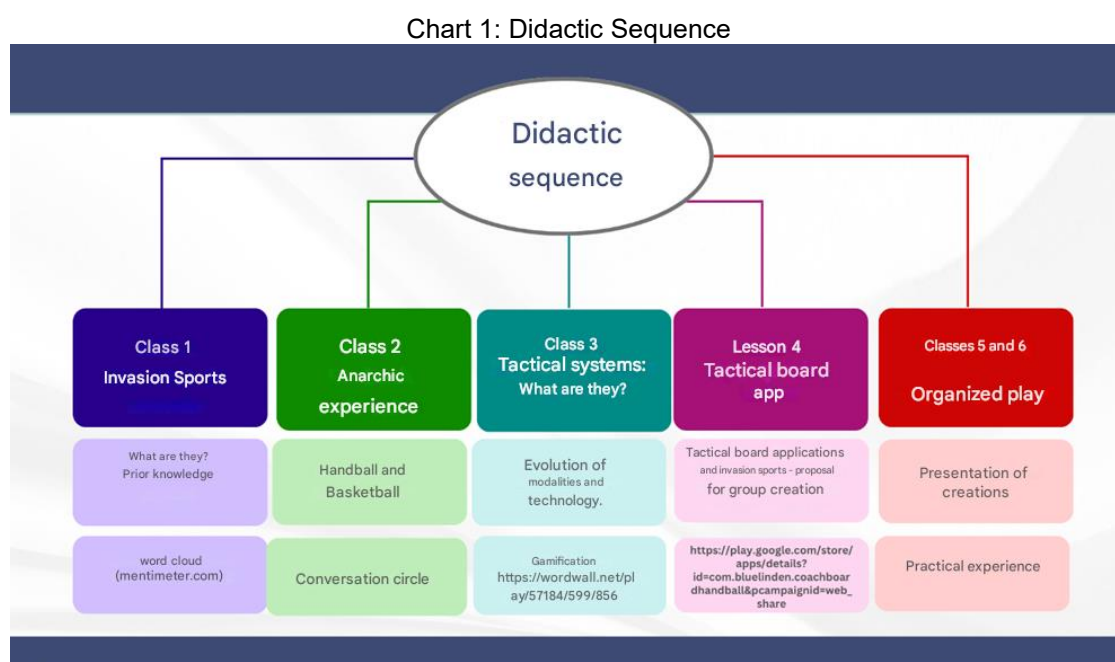 Chart 1: Didactic Sequence
Didactic
sequence
Class 1
Invasion Sports
Class 2
Anarchic
experience
Class 3
Tactical systems:
What are they?
Lesson 4
Tactical board
app
Classes 5 and 6
Organized play
What are they?
Prior knowledge
Handball and
Basketball
Evolution of
modalities and
technology.
Tactical board applications
and invasion sports - proposal
for group creation
Presentation of
creations
word cloud
(mentimeter.com)
Conversation circle
Gamification
https://wordwall.net/pl
ay/57184/599/856
https://play.google.com/store/
apps/details?
id=com.bluelinden.coachboar
dhandball&pcampaignid=web_
share
Practical experience